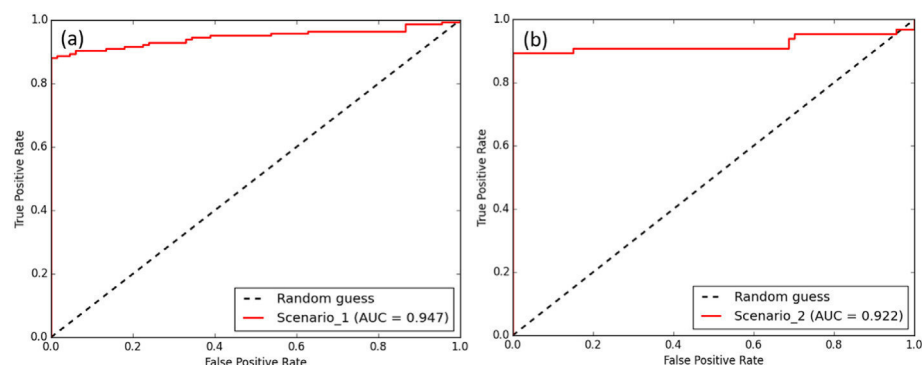 (a)
True Positive Rate
1.0
0.8
0.6
0.4
0.2
0.0
0.0 0.2 0.4 0.6 0.8 1.0
False Positive Rate
Random guess
Scenario_1 (AUC = 0.947)
(b)
True Positive Rate
1.0
0.8
0.6
0.4
0.2
0.0
0.0 0.2 0.4 0.6 0.8 1.0
False Positive Rate
Random guess
Scenario_2 (AUC = 0.922)